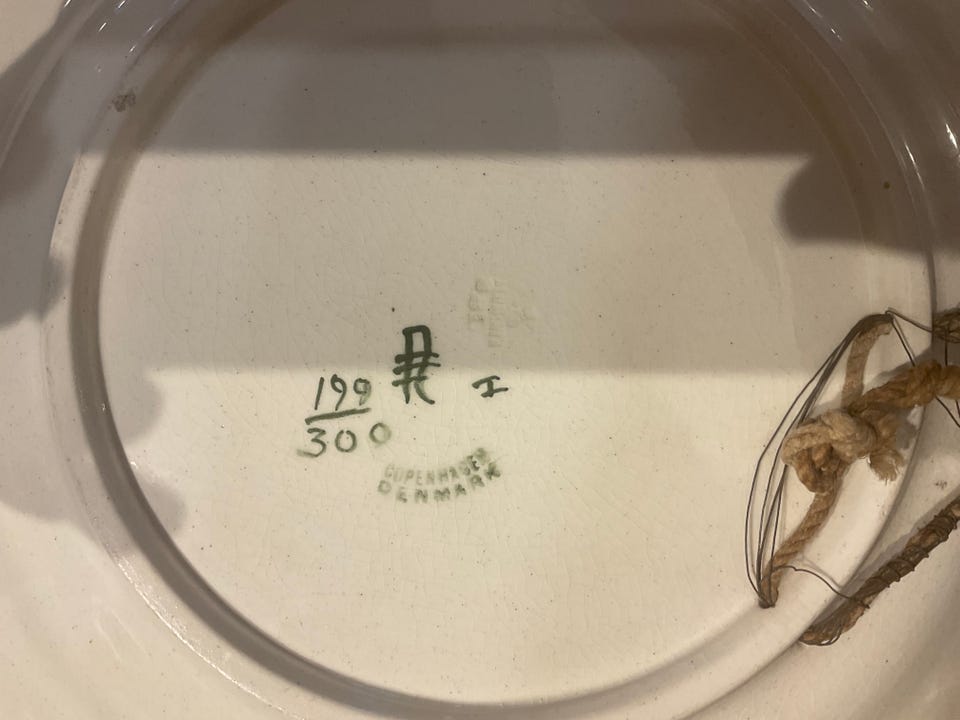 199
300
I
COPENHAGEN
DENMARK